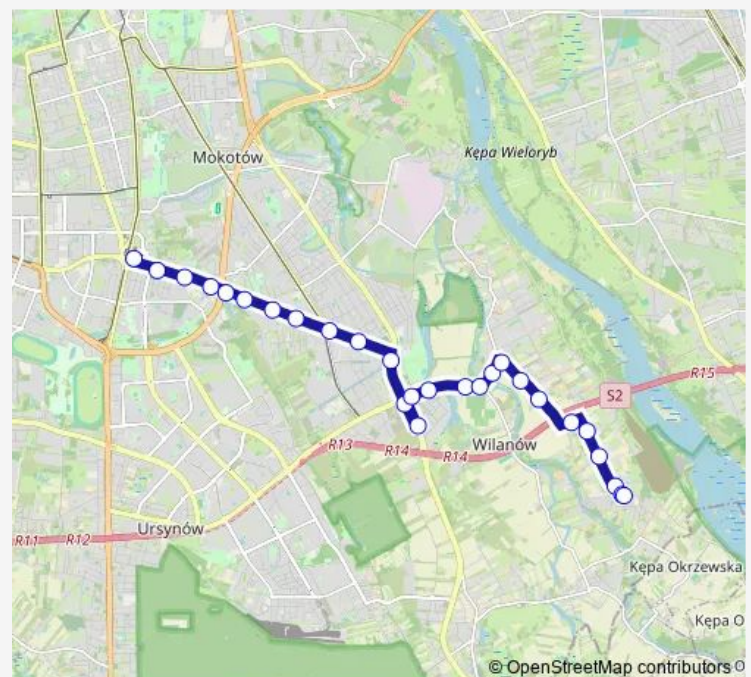 Mokotów
Kępa Wieloryb
R15
S2
Wilanów
R13
R14
R14
Ursynów
R11
R12
Kępa Okrzewska
Kępa O
© OpenStreetMap contributors